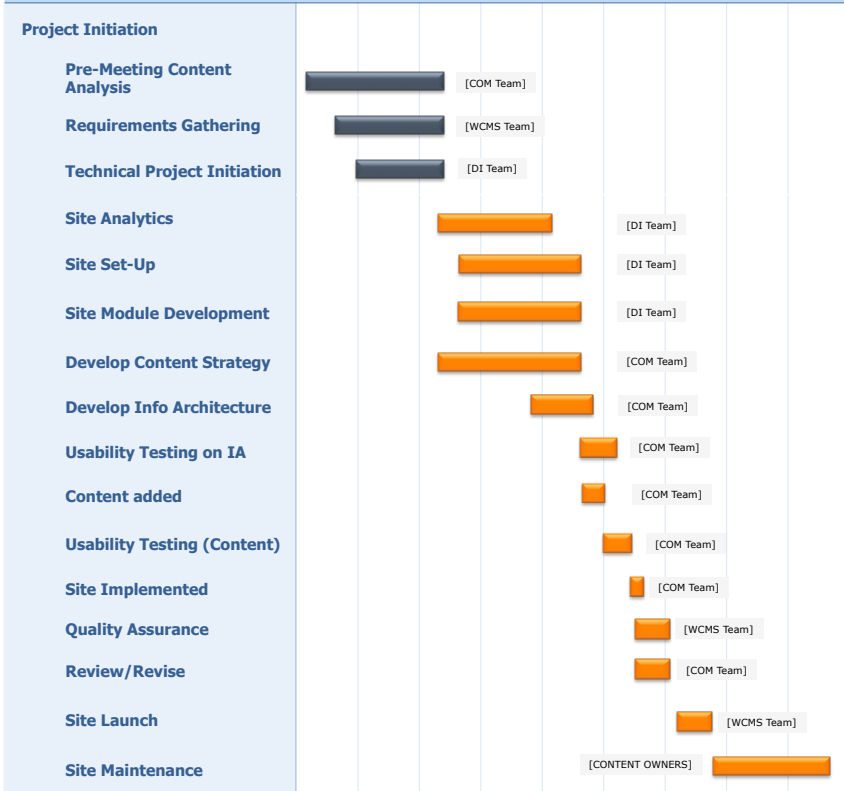 Project Initiation
Pre-Meeting Content
Analysis
[COM Team]
Requirements Gathering
[WCMS Team]
Technical Project Initiation
[DI Team]
Site Analytics
[DI Team]
Site Set-Up
[DI Team]
Site Module Development
[DI Team]
Develop Content Strategy
[COM Team]
Develop Info Architecture
[COM Team]
Usability Testing on IA
[COM Team]
Content added
[COM Team]
Usability Testing (Content)
[COM Team]
Site Implemented
[COM Team]
Quality Assurance
[WCMS Team]
Review/Revise
[COM Team]
Site Launch
[WCMS Team]
Site Maintenance
[CONTENT OWNERS]